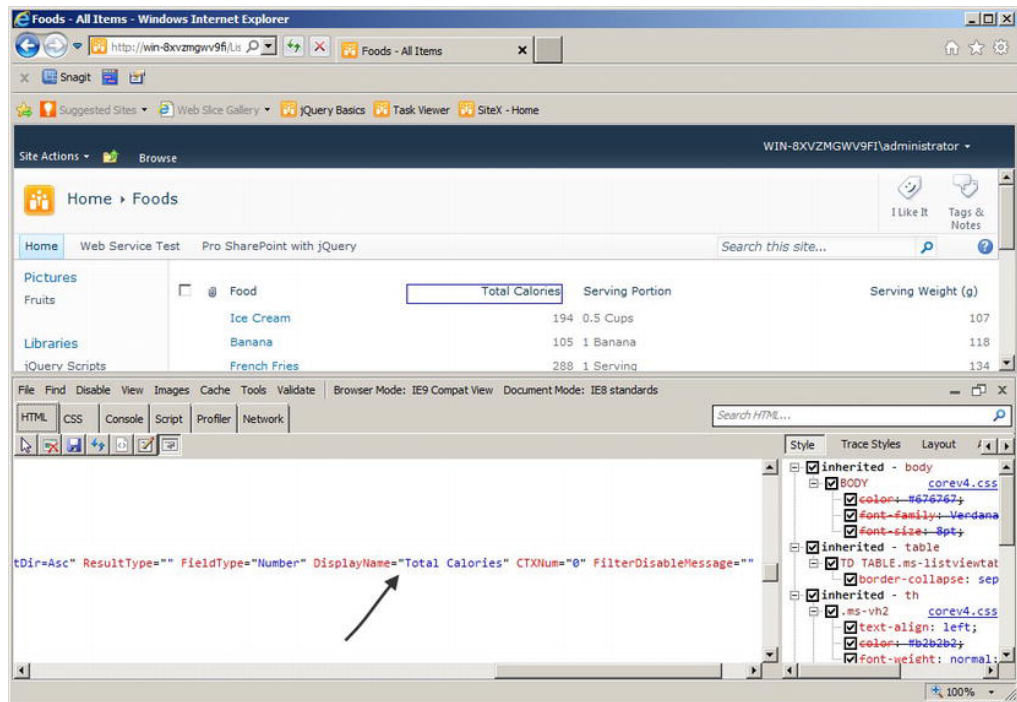 Foods - All Items - Windows Internet Explorer
http://win-8xvzmgwv9fi/Lis
Foods - All Items
x Snagit
Suggested Sites Web Slice Gallery jQuery Basics Task Viewer SiteX - Home
WIN-8XVZMGWV9FI\administrator
Site Actions Browse
Home Foods
I Like It Tags & Notes
Home Web Service Test Pro SharePoint with jQuery Search this site...
Pictures
Fruits
Libraries
jQuery Scripts
Food Total Calories Serving Portion Serving Weight (g)
Ice Cream 194 0.5 Cups 107
Banana 105 1 Banana 118
French Fries 288 1 Serving 134
File Find Disable View Images Cache Tools Validate Browser Mode: IE9 Compat View Document Mode: IE8 standards
HTML CSS Console Script Profiler Network Search HTML...
Style Trace Styles Layout
tDir=Asc" ResultType="" FieldType="Number" DisplayName="Total Calories" CTXNum="0" FilterDisableMessage=""
inherited - body
BODY corev4.css
color: #676767;
font-family: Verdana
font-size: 8pt;
inherited - table
TD TABLE.ms-listviewtab
border-collapse: sep
inherited - th
.ms-vh2 corev4.css
text-align: left;
color: #b2b2b2;
font-weight: normal;
100%